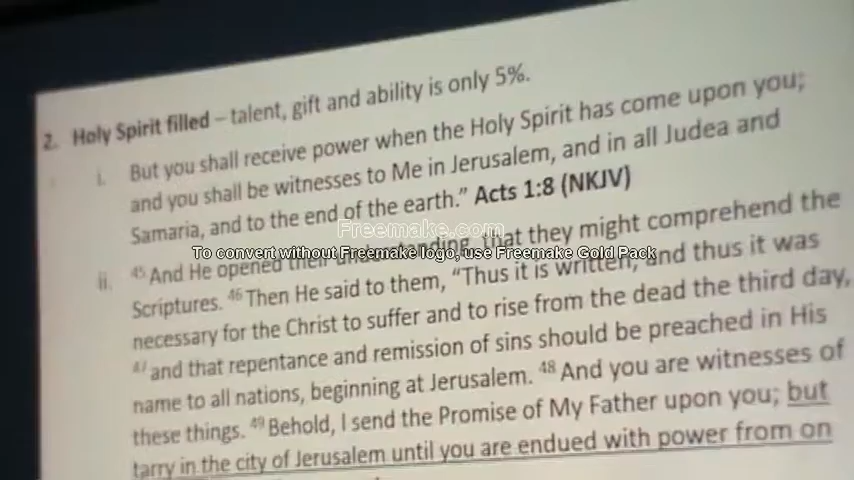 2. Holy Spirit filled – talent, gift and ability is only 5%.
i. But you shall receive power when the Holy Spirit has come upon you;
and you shall be witnesses to Me in Jerusalem, and in all Judea and
Samaria, and to the end of the earth.” Acts 1:8 (NKJV)
Freemake.com
To convert without Freemake logo, use Freemake Gold Pack
ii. 45 And He opened their understanding, that they might comprehend the
Scriptures. 46 Then He said to them, “Thus it is written, and thus it was
necessary for the Christ to suffer and to rise from the dead the third day,
47 and that repentance and remission of sins should be preached in His
name to all nations, beginning at Jerusalem. 48 And you are witnesses of
these things. 49 Behold, I send the Promise of My Father upon you; but
tarry in the city of Jerusalem until you are endued with power from on